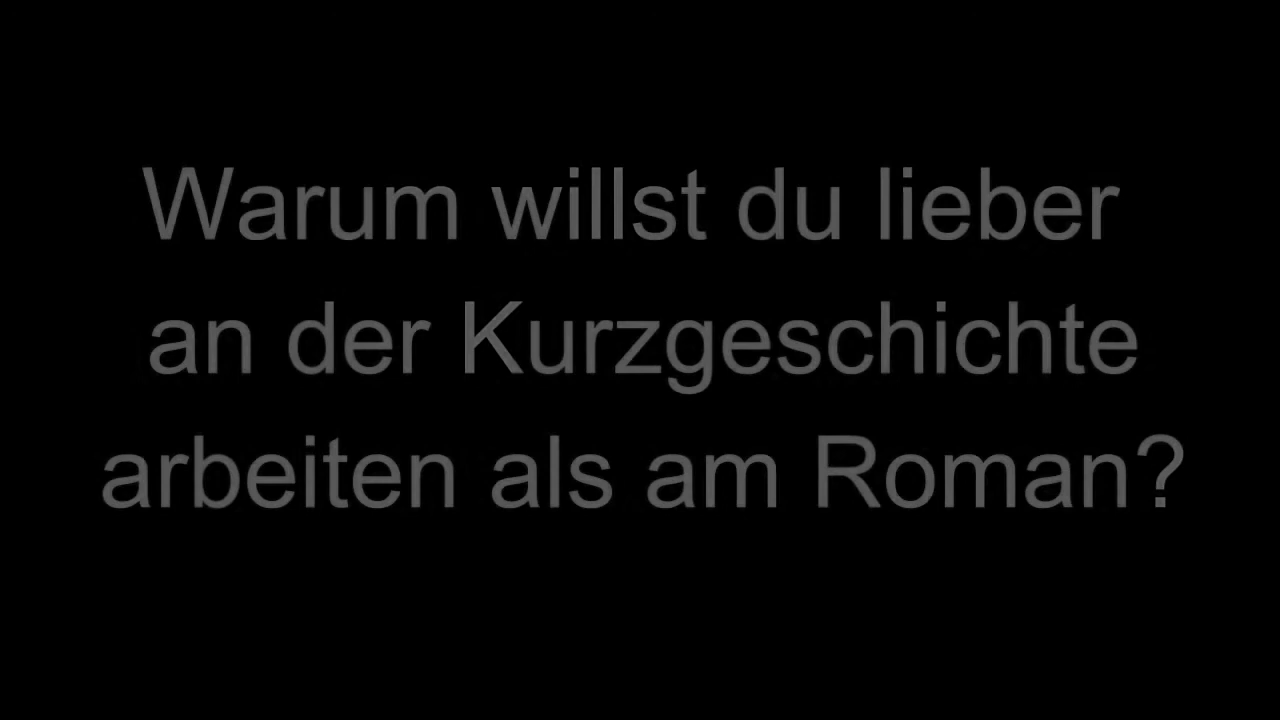 Warum willst du lieber
an der Kurzgeschichte
arbeiten als am Roman?